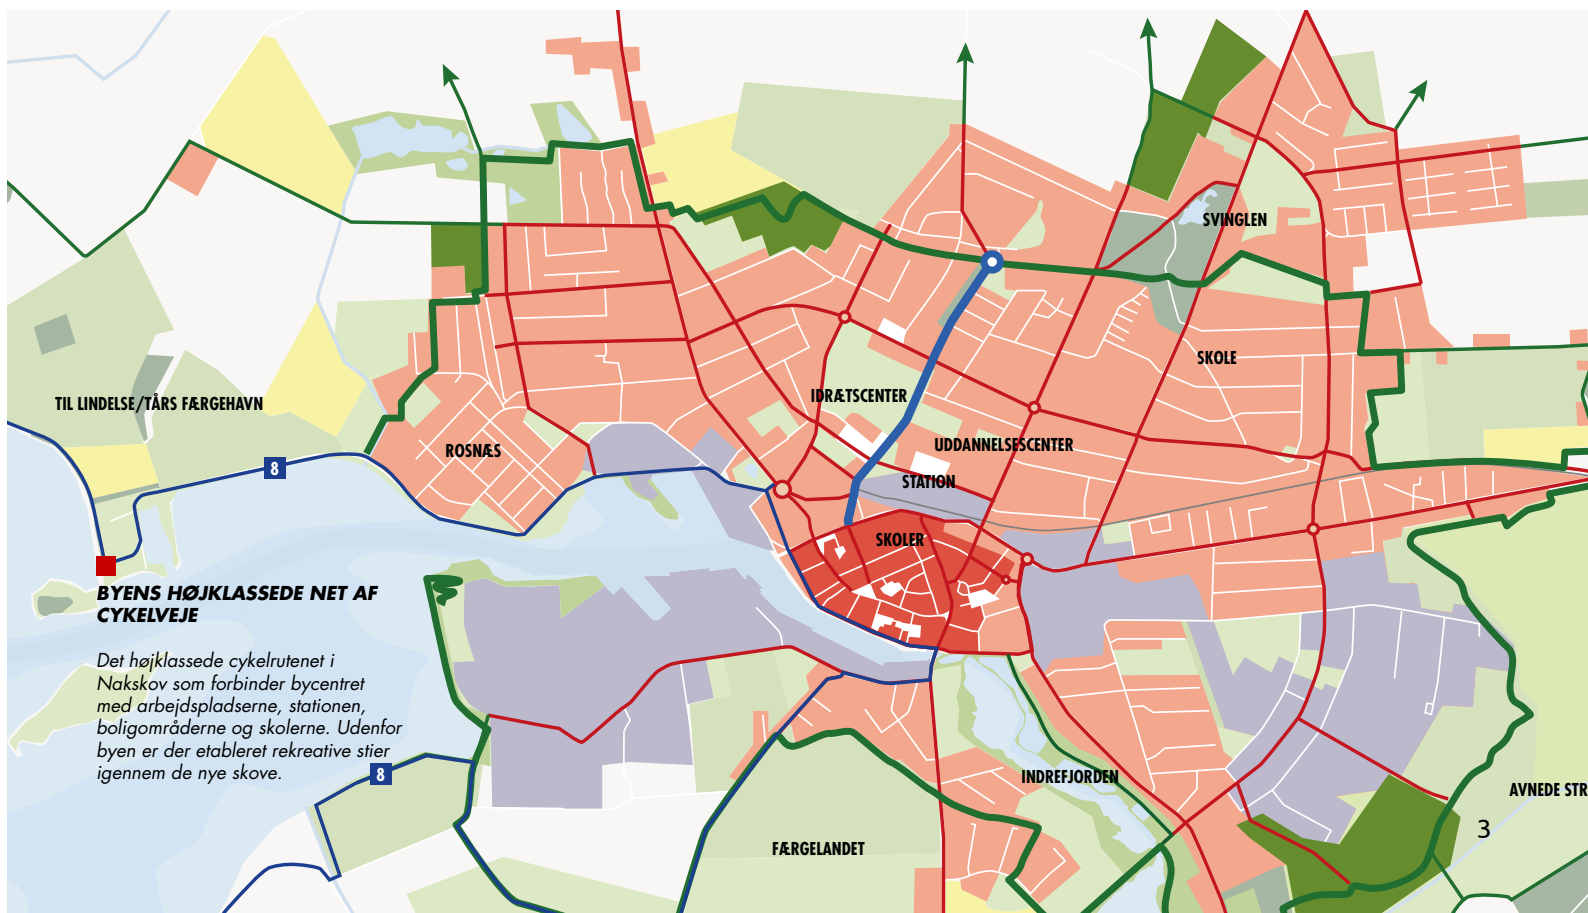 SVINGLEN
SKOLE
TIL LINDELSE/TÅRS FÆRGEHAVN
IDRÆTSCENTER
ROSNÆS
UDDANNELSESCENTER
8
STATION
SKOLER
BYENS HØJKLASSEDE NET AF
CYKELVEJE
Det højklassede cykelrutenet i
Nakskov som forbinder bycentret
med arbejdspladserne, stationen,
boligområderne og skolerne. Udenfor
byen er der etableret rekreative stier
igennem de nye skove.
8
INDREFJORDEN
AVNEDE STR
3
FÆRGELANDET